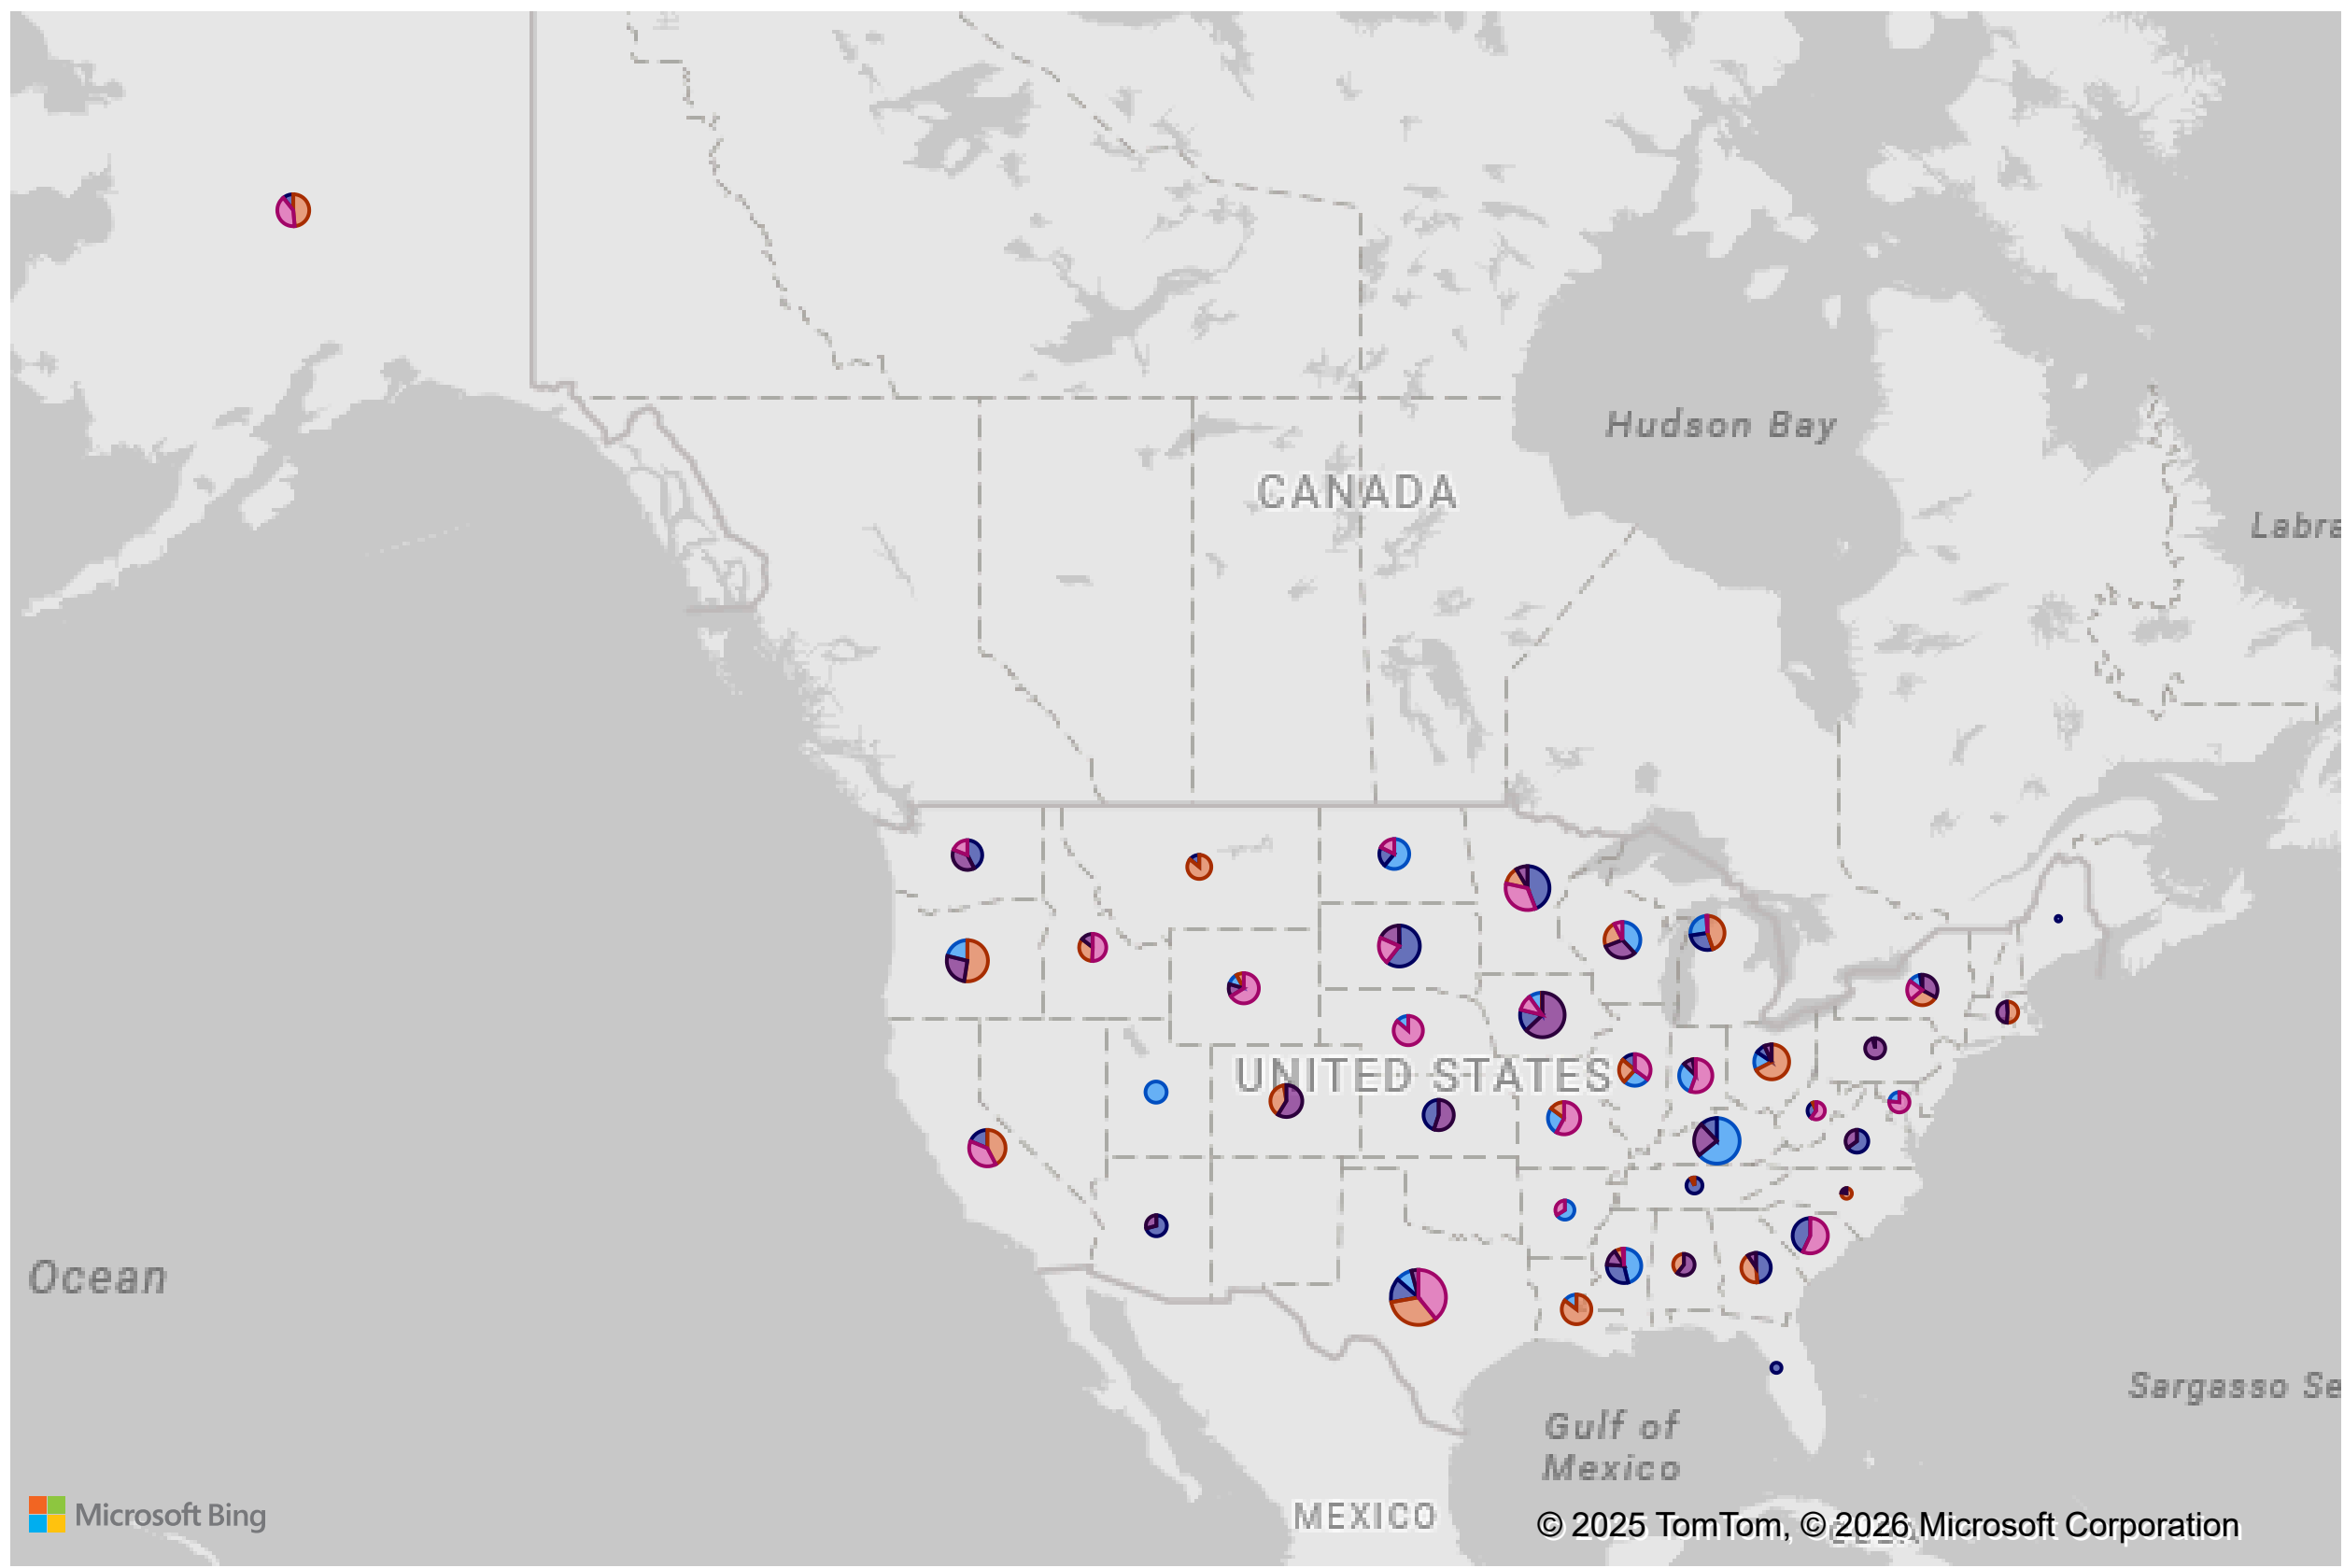 Hudson Bay
CANADA
Labra
UNITED STATES
Ocean
Sargasso Se
Gulf of
Mexico
MEXICO
Microsoft Bing
© 2025 TomTom, © 2026 Microsoft Corporation